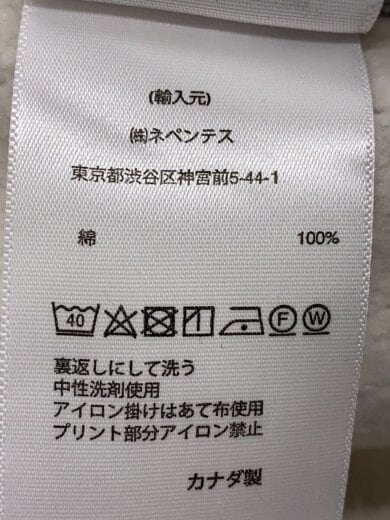 (輸入元)
㈱ネペンテス
東京都渋谷区神宮前5-44-1
綿 100%
40 F W
裏返しにして洗う
中性洗剤使用
アイロン掛けはあて布使用
プリント部分アイロン禁止
カナダ製